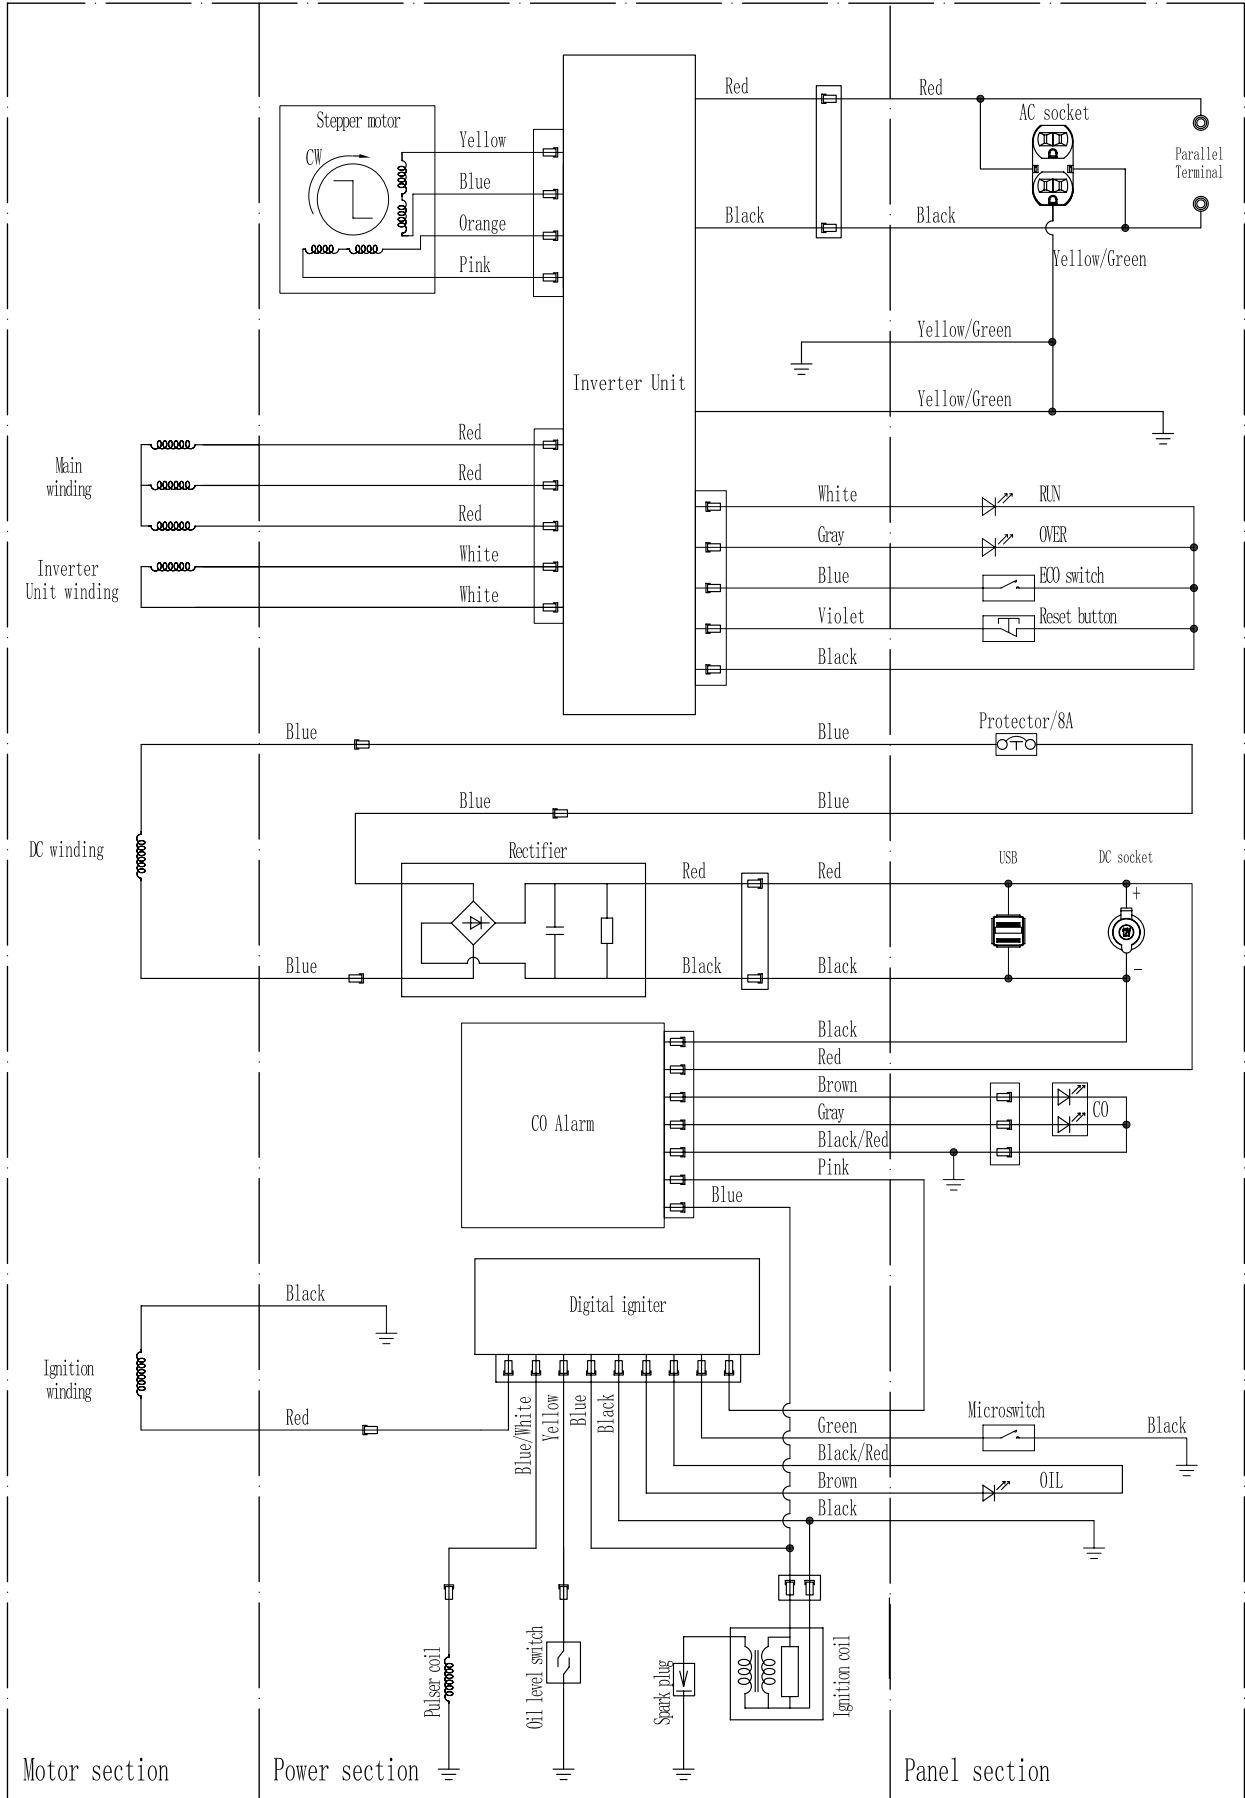 Red
Red
Stepper motor
AC socket
CW
Yellow
Parallel
Terminal
Blue
Black
Black
Orange
Yellow/Green
Pink
Yellow/Green
Inverter Unit
Yellow/Green
Red
Main
winding
Red
White
RUN
Red
Gray
OVER
White
Inverter
Unit winding
Blue
ECO switch
White
Violet
Reset button
Black
Blue
Blue
Protector/8A
Blue
Blue
DC winding
Rectifier
USB
DC socket
Red
Red
+
Blue
Black
Black
-
Black
Red
Brown
CO Alarm
Gray
CO
Black/Red
Pink
Blue
Black
Digital igniter
Ignition
winding
Red
Blue/White
Yellow
Blue
Black
Microswitch
Green
Black
Black/Red
Brown
OIL
Black
Pulser coil
Oil level switch
Spark plug
Ignition coil
Motor section
Power section
Panel section